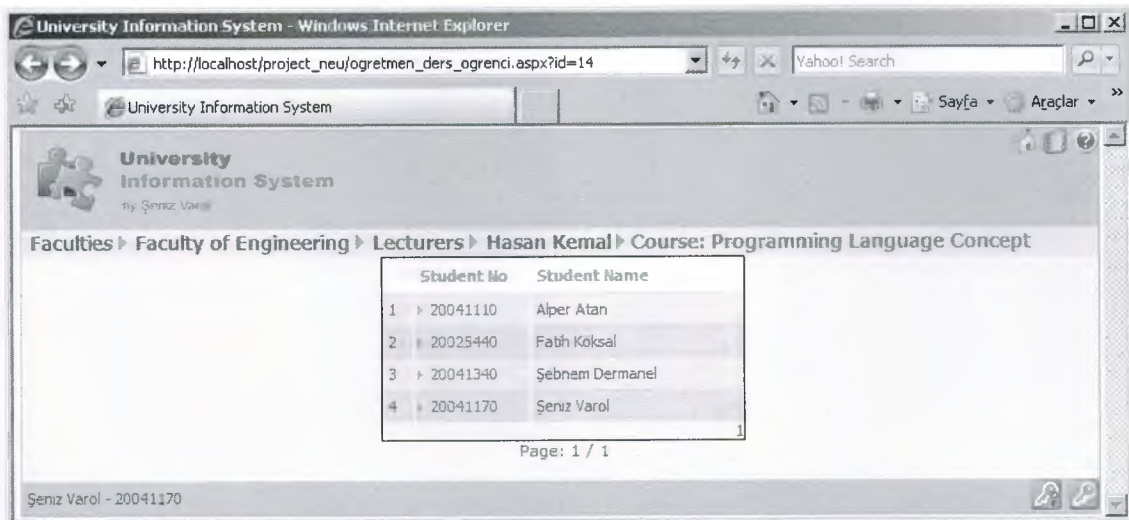 University Information System - Windows Internet Explorer
http://localhost/project_neu/ogretmen_ders_ogrenci.aspx?id=14
Yahoo! Search
University Information System
Sayfa
Araçlar
University
Information System
by Şeniz Varol
Faculties Faculty of Engineering Lecturers Hasan Kemal Course: Programming Language Concept
Student No Student Name
1 20041110 Alper Atan
2 20025440 Fatih Köksal
3 20041340 Şebnem Dermanel
4 20041170 Şeniz Varol
1
Page: 1 / 1
Şeniz Varol - 20041170